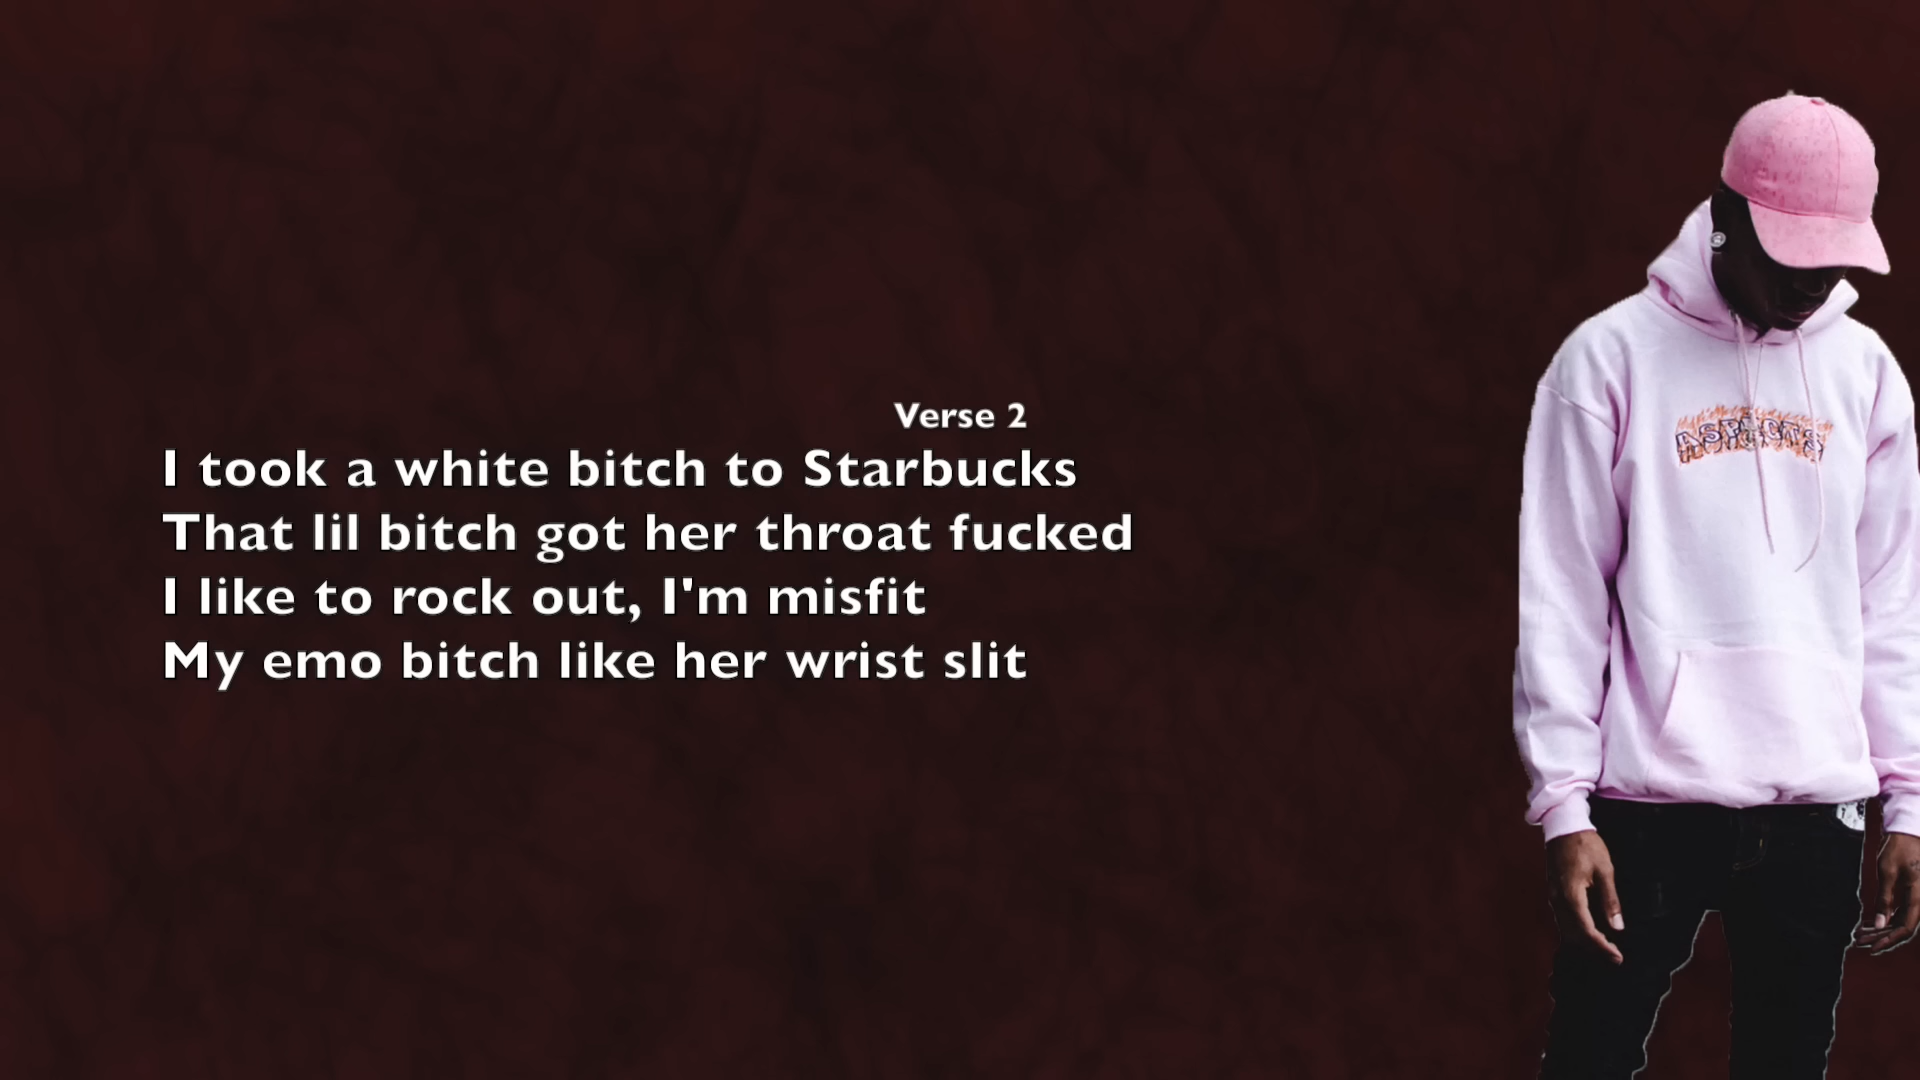 Verse 2
I took a white bitch to Starbucks
That lil bitch got her throat fucked
I like to rock out, I'm misfit
My emo bitch like her wrist slit
ASPECTS